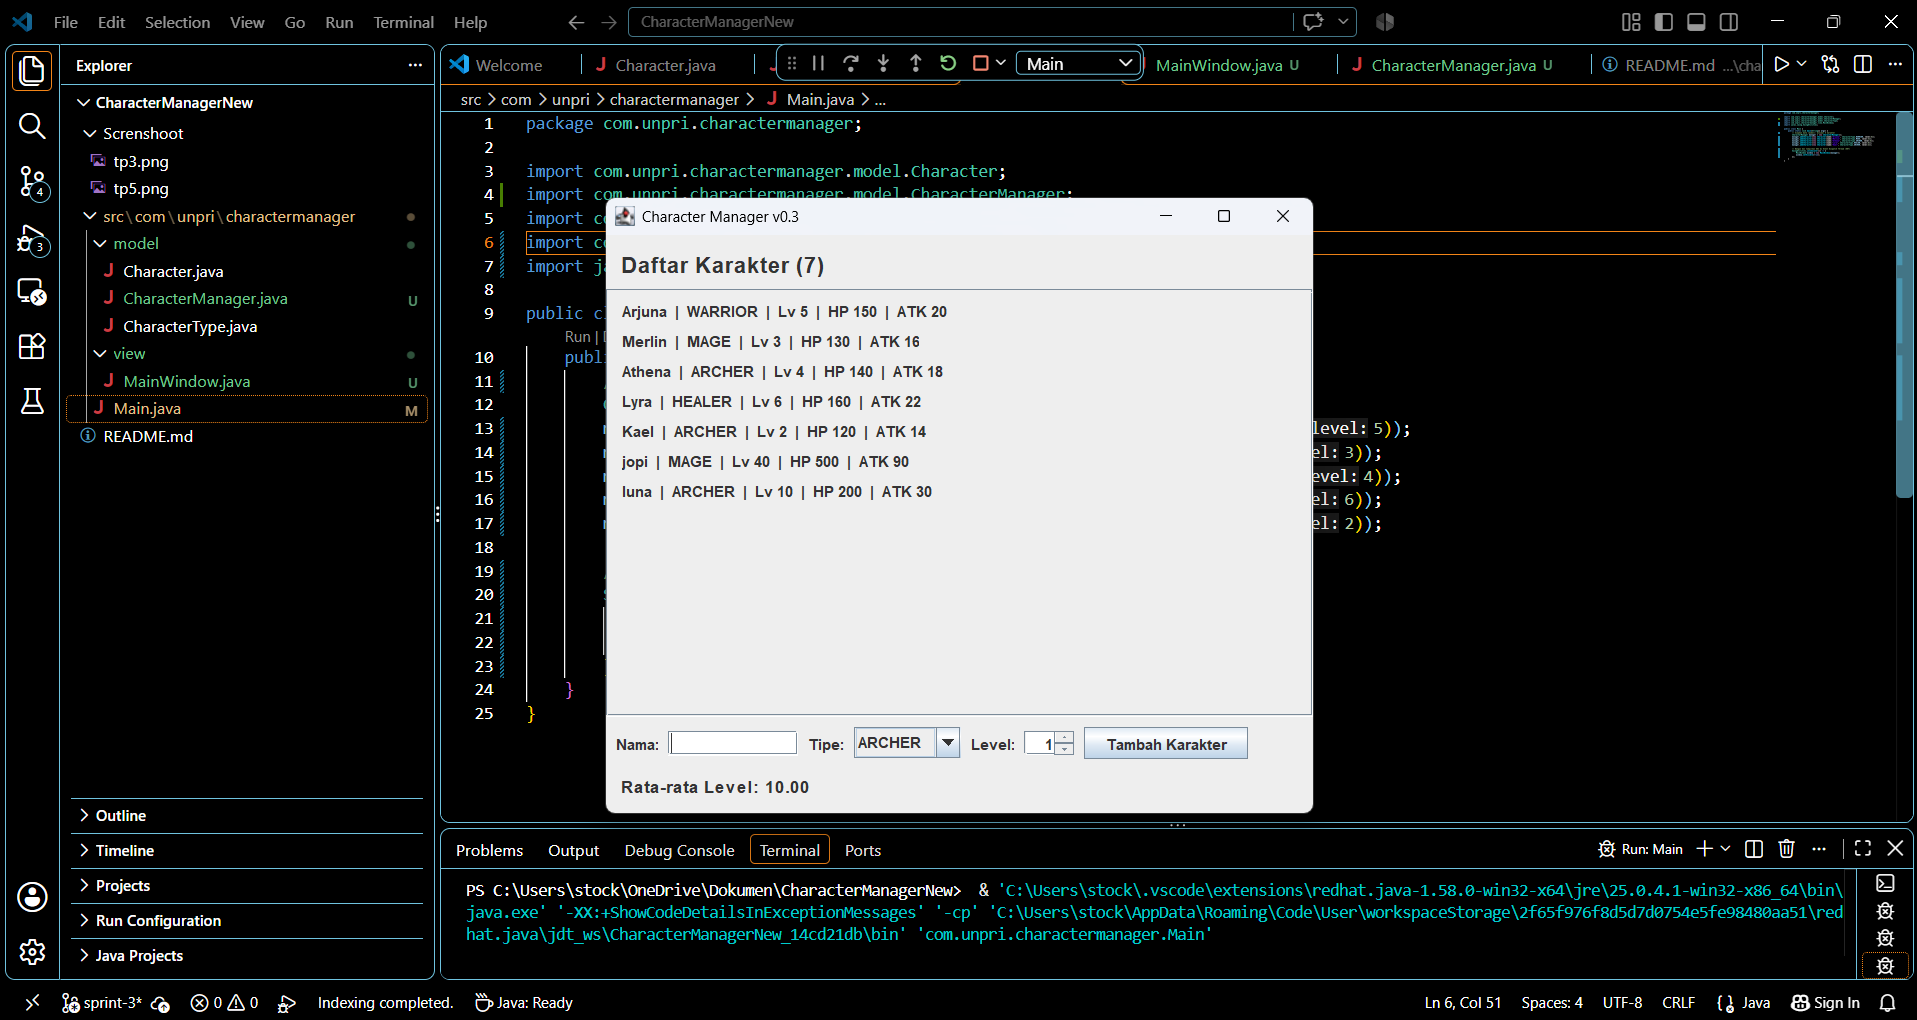 File Edit Selection View Go Run Terminal Help
CharacterManagerNew
Explorer
CharacterManagerNew
Screnshoot
tp3.png
tp5.png
src\com\unpri\charactermanager
model
Character.java
CharacterManager.java U
CharacterType.java
view
MainWindow.java U
Main.java M
README.md
Outline
Timeline
Projects
Run Configuration
Java Projects
4
3
Welcome Character.java Main MainWindow.java U CharacterManager.java U README.md ...\cha
src > com > unpri > charactermanager > Main.java > ...
1 package com.unpri.charactermanager;
2
3 import com.unpri.charactermanager.model.Character;
4 import com.unpri.charactermanager.model.CharacterManager;
5 import c
6 import c
7 import j
8
9 public c
Run |
10 publ
11
12
13 level: 5));
14 el: 3));
15 evel: 4));
16 el: 6));
17 el: 2));
18
19
20
21
22
23
24 }
25 }
Character Manager v0.3
Daftar Karakter (7)
Arjuna | WARRIOR | Lv 5 | HP 150 | ATK 20
Merlin | MAGE | Lv 3 | HP 130 | ATK 16
Athena | ARCHER | Lv 4 | HP 140 | ATK 18
Lyra | HEALER | Lv 6 | HP 160 | ATK 22
Kael | ARCHER | Lv 2 | HP 120 | ATK 14
jopi | MAGE | Lv 40 | HP 500 | ATK 90
luna | ARCHER | Lv 10 | HP 200 | ATK 30
Nama: Tipe: ARCHER Level: 1 Tambah Karakter
Rata-rata Level: 10.00
Problems Output Debug Console Terminal Ports Run: Main
PS C:\Users\stock\OneDrive\Dokumen\CharacterManagerNew> & 'C:\Users\stock\.vscode\extensions\redhat.java-1.58.0-win32-x64\jre\25.0.4.1-win32-x86_64\bin\
java.exe' '-XX:+ShowCodeDetailsInExceptionMessages' '-cp' 'C:\Users\stock\AppData\Roaming\Code\User\workspaceStorage\2f65f976f8d5d7d0754e5fe98480aa51\red
hat.java\jdt_ws\CharacterManagerNew_14cd21db\bin' 'com.unpri.charactermanager.Main'
sprint-3* 0 0 Indexing completed. Java: Ready Ln 6, Col 51 Spaces: 4 UTF-8 CRLF {} Java Sign In